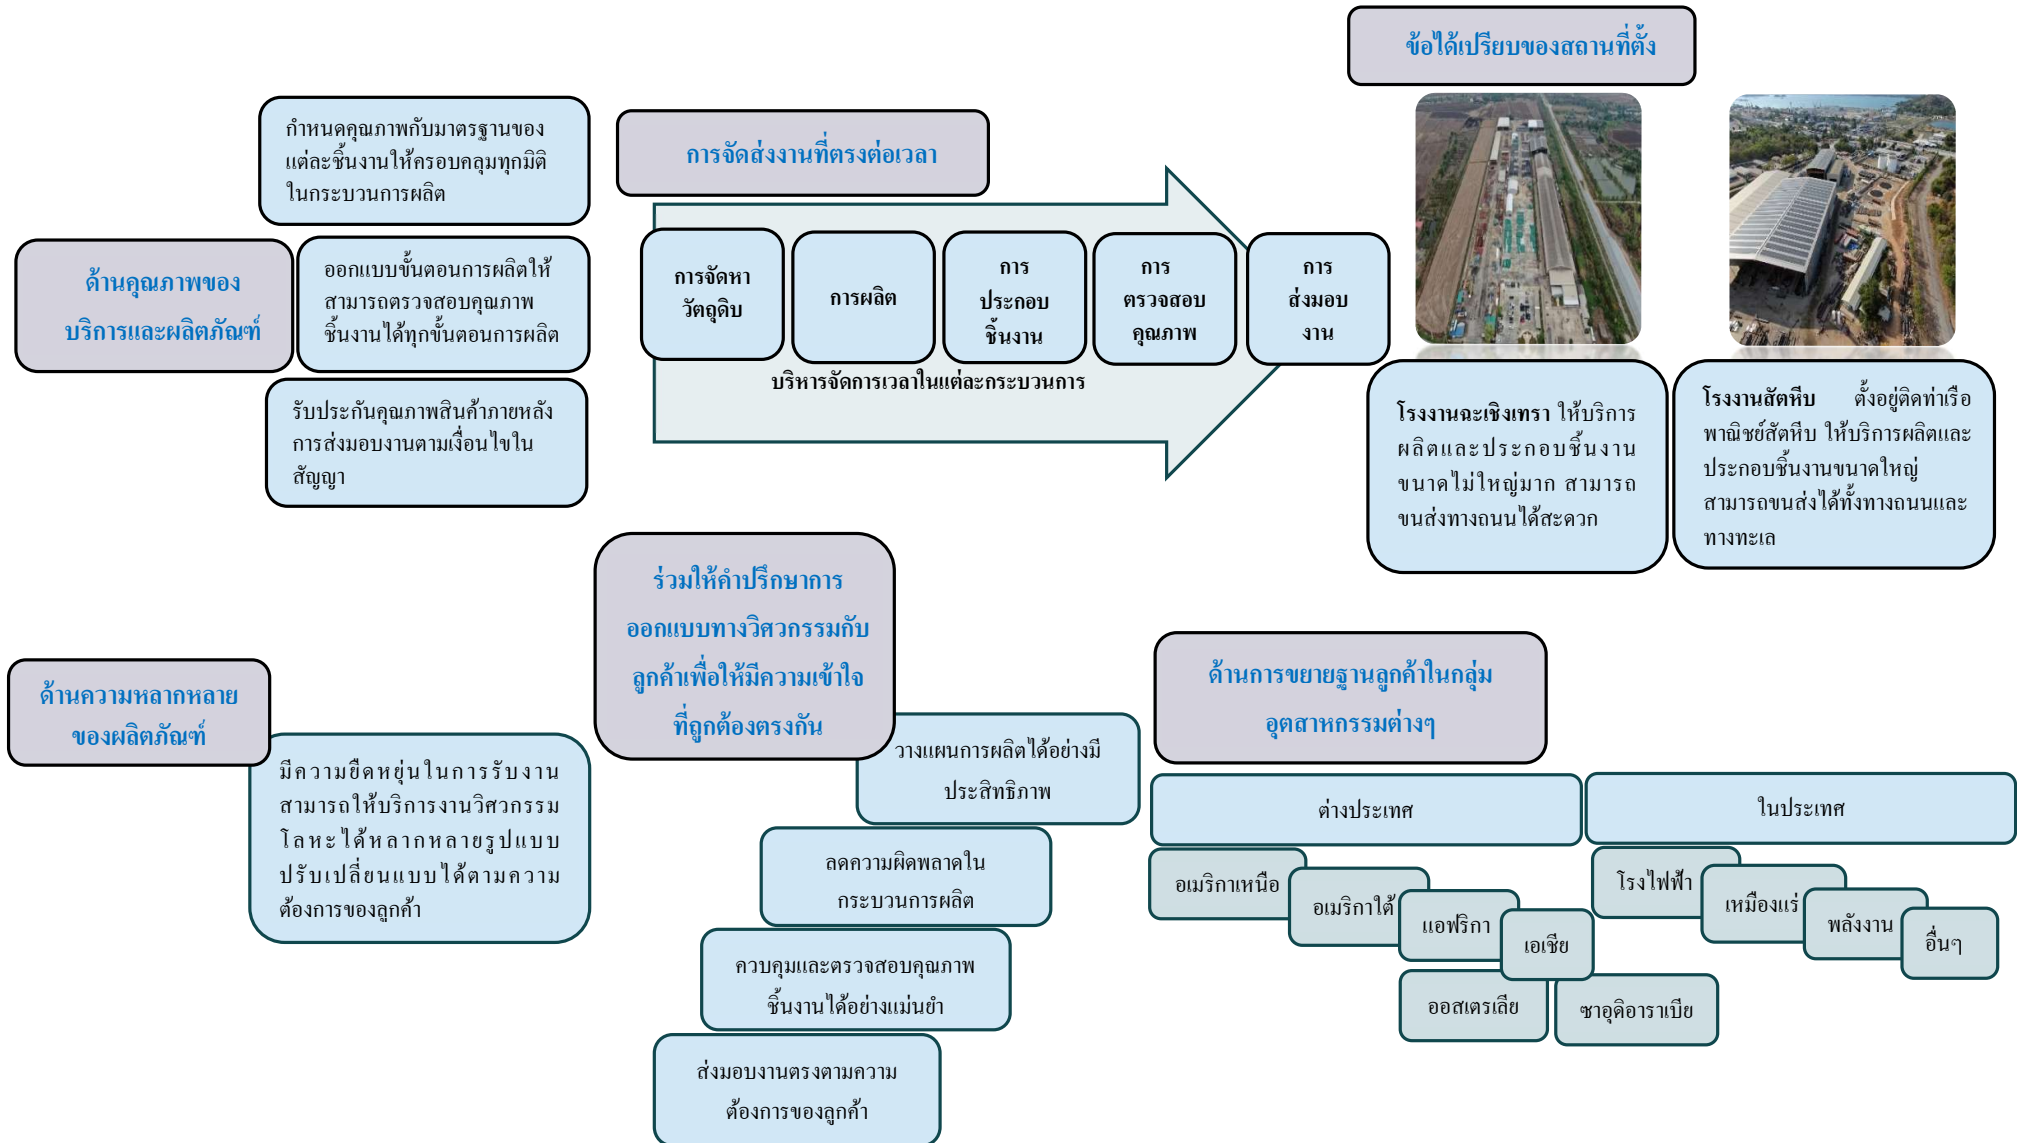 ข้อได้เปรียบของสถานที่ตั้ง
กำหนดคุณภาพกับมาตรฐานของ
แต่ละชิ้นงานให้ครอบคลุมทุกมิติ
ในกระบวนการผลิต
ด้านคุณภาพของ
บริการและผลิตภัณฑ์
ออกแบบขั้นตอนการผลิตให้
สามารถตรวจสอบคุณภาพ
ชิ้นงานได้ทุกขั้นตอนการผลิต
รับประกันคุณภาพสินค้าภายหลัง
การส่งมอบงานตามเงื่อนไขใน
สัญญา
การจัดส่งงานที่ตรงต่อเวลา
การจัดหา
วัตถุดิบ
การผลิต
การ
ประกอบ
ชิ้นงาน
การ
ตรวจสอบ
คุณภาพ
การ
ส่งมอบ
งาน
บริหารจัดการเวลาในแต่ละกระบวนการ
โรงงานฉะเชิงเทรา ให้บริการ
ผลิตและประกอบชิ้นงาน
ขนาดไม่ใหญ่มาก สามารถ
ขนส่งทางถนนได้สะดวก
โรงงานสัตหีบ ตั้งอยู่ติดท่าเรือ
พาณิชย์สัตหีบ ให้บริการผลิตและ
ประกอบชิ้นงานขนาดใหญ่
สามารถขนส่งได้ทั้งทางถนนและ
ทางทะเล
ด้านความหลากหลาย
ของผลิตภัณฑ์
มีความยืดหยุ่นในการรับงาน
สามารถให้บริการงานวิศวกรรม
โลหะได้หลากหลายรูปแบบ
ปรับเปลี่ยนแบบได้ตามความ
ต้องการของลูกค้า
ร่วมให้คำปรึกษาการ
ออกแบบทางวิศวกรรมกับ
ลูกค้าเพื่อให้มีความเข้าใจ
ที่ถูกต้องตรงกัน
วางแผนการผลิตได้อย่างมี
ประสิทธิภาพ
ลดความผิดพลาดใน
กระบวนการผลิต
ควบคุมและตรวจสอบคุณภาพ
ชิ้นงานได้อย่างแม่นยำ
ส่งมอบงานตรงตามความ
ต้องการของลูกค้า
ด้านการขยายฐานลูกค้าในกลุ่ม
อุตสาหกรรมต่างๆ
ต่างประเทศ
อเมริกาเหนือ
อเมริกาใต้
แอฟริกา
เอเชีย
ออสเตรเลีย
ซาอุดิอาราเบีย
ในประเทศ
โรงไฟฟ้า
เหมืองแร่
พลังงาน
อื่นๆ